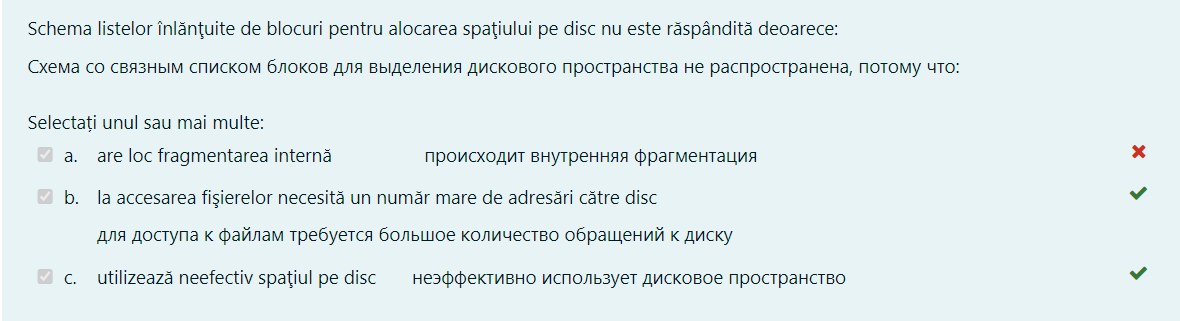 Schema listelor înlănţuite de blocuri pentru alocarea spaţiului pe disc nu este răspândită deoarece:
Схема со связным списком блоков для выделения дискового пространства не распространена, потому что:
Selectați unul sau mai multe:
a. are loc fragmentarea internă происходит внутренняя фрагментация
b. la accesarea fişierelor necesită un număr mare de adresări către disc
для доступа к файлам требуется большое количество обращений к диску
c. utilizează neefectiv spaţiul pe disc неэффективно использует дисковое пространство